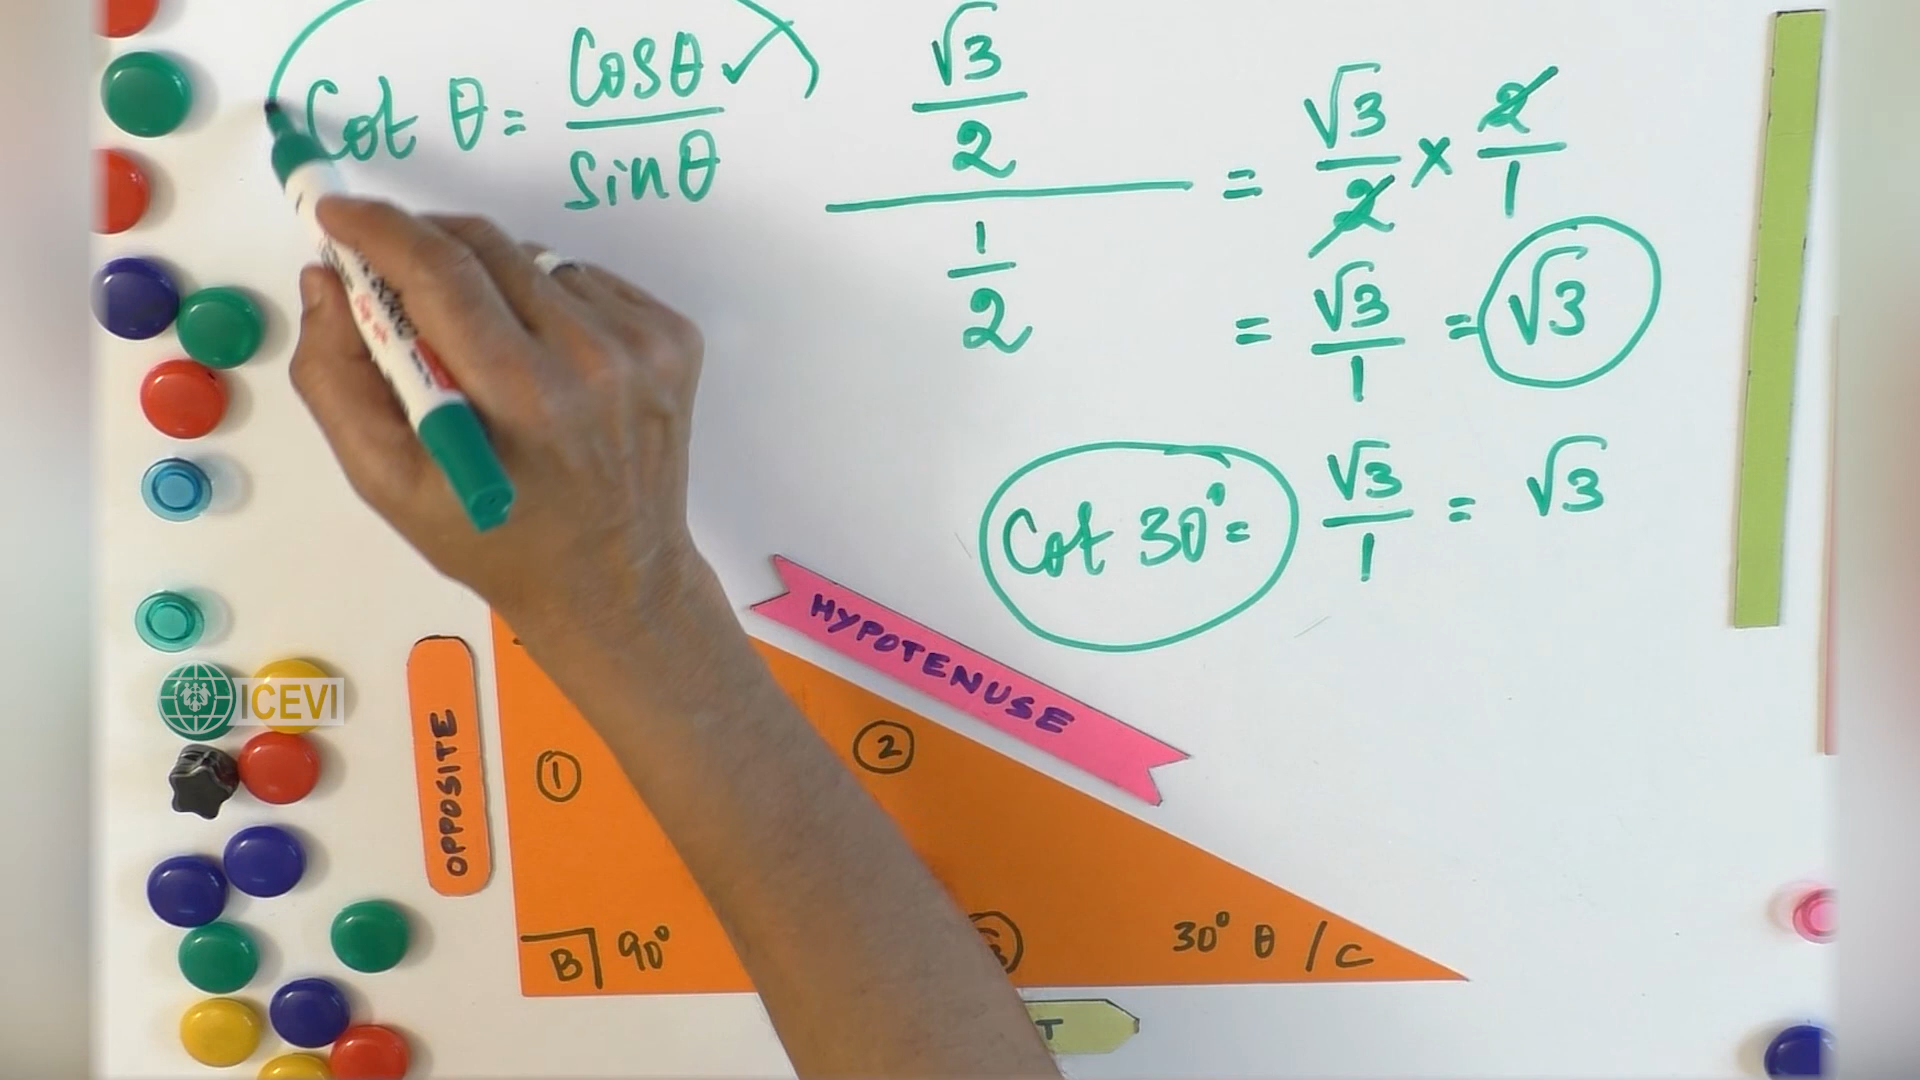 Cot θ = Cosθ / sinθ ✓
√3/2 / 1/2 = √3/2 × 2/1
= √3/1 = √3
Cot 30° = √3/1 = √3
HYPOTENUSE
OPPOSITE
1
2
B 90°
30° θ / C
T
ICEVI